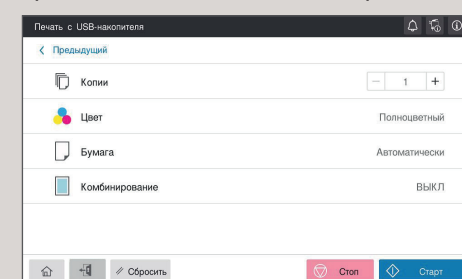 Печать с USB-накопителя
Предыдущий
Копии 1
Цвет Полноцветный
Бумага Автоматически
Комбинирование ВЫКЛ
Сбросить Стоп Старт